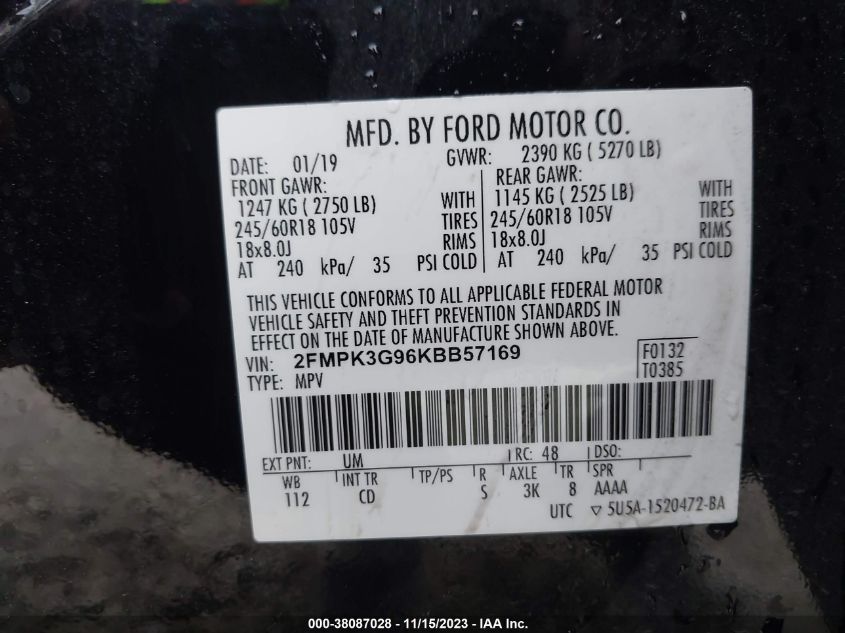 MFD. BY FORD MOTOR CO.
DATE: 01/19 GVWR: 2390 KG ( 5270 LB)
FRONT GAWR: REAR GAWR:
1247 KG ( 2750 LB) WITH 1145 KG ( 2525 LB) WITH
245/60R18 105V TIRES 245/60R18 105V TIRES
18x8.0J RIMS 18x8.0J RIMS
AT 240 kPa/ 35 PSI COLD AT 240 kPa/ 35 PSI COLD
THIS VEHICLE CONFORMS TO ALL APPLICABLE FEDERAL MOTOR
VEHICLE SAFETY AND THEFT PREVENTION STANDARDS IN
EFFECT ON THE DATE OF MANUFACTURE SHOWN ABOVE.
VIN: 2FMPK3G96KBB57169 F0132
TYPE: MPV T0385
EXT PNT: UM RC: 48 DSO:
WB INT TR TP/PS R AXLE TR SPR
112 CD S 3K 8 AAAA
UTC ▽ 5U5A-1520472-BA
000-38087028 - 11/15/2023 - IAA Inc.